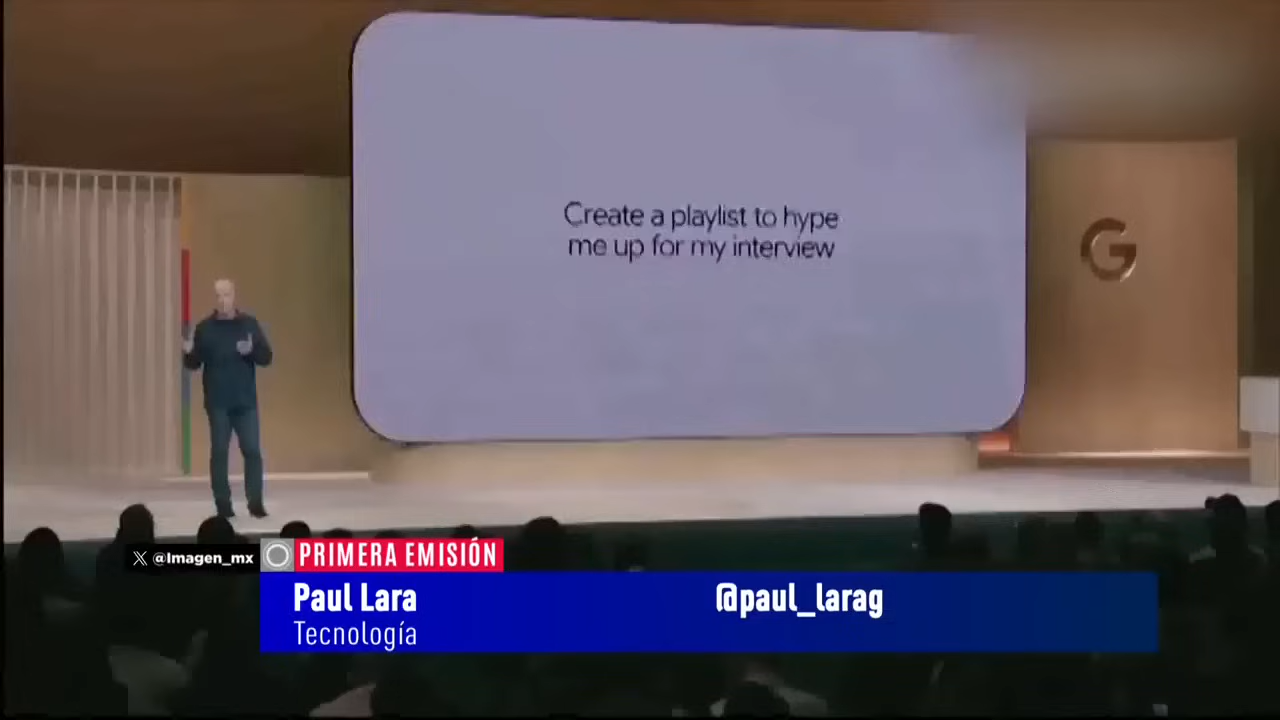 Create a playlist to hype
me up for my interview
G
X @Imagen_mx
PRIMERA EMISIÓN
Paul Lara
@paul_larag
Tecnología